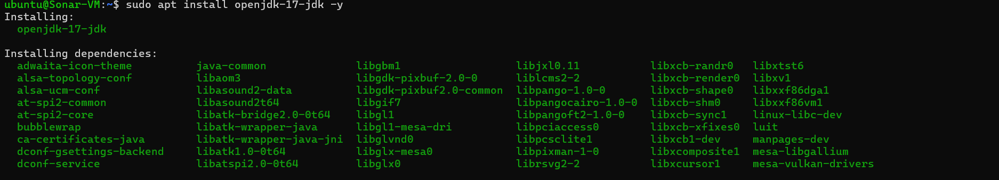 ubuntu@Sonar-VM:~$ sudo apt install openjdk-17-jdk -y
Installing:
  openjdk-17-jdk

Installing dependencies:
  adwaita-icon-theme          java-common              libgbm1                  libjxl0.11           libxcb-randr0   libxtst6
  alsa-topology-conf          libaom3                  libgdk-pixbuf-2.0-0      liblcms2-2           libxcb-render0  libxv1
  alsa-ucm-conf               libasound2-data          libgdk-pixbuf2.0-common  libpango-1.0-0       libxcb-shape0   libxxf86dga1
  at-spi2-common              libasound2t64            libgif7                  libpangocairo-1.0-0  libxcb-shm0     libxxf86vm1
  at-spi2-core                libatk-bridge2.0-0t64    libgl1                   libpangoft2-1.0-0    libxcb-sync1    linux-libc-dev
  bubblewrap                  libatk-wrapper-java      libgl1-mesa-dri          libpciaccess0        libxcb-xfixes0  luit
  ca-certificates-java        libatk-wrapper-java-jni  libglvnd0                libpcsclite1         libxcb1-dev     manpages-dev
  dconf-gsettings-backend     libatk1.0-0t64           libglx-mesa0             libpixman-1-0        libxcomposite1  mesa-libgallium
  dconf-service               libatspi2.0-0t64         libglx0                  librsvg2-2           libxcursor1     mesa-vulkan-drivers